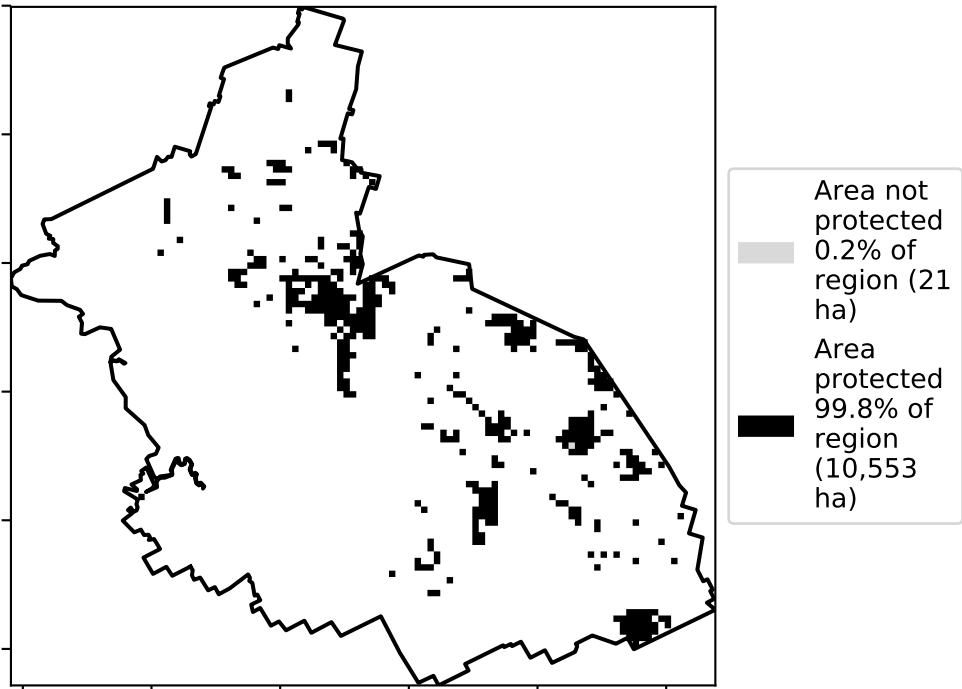 Area not
protected
0.2% of
region (21
ha)
Area
protected
99.8% of
region
(10,553
ha)